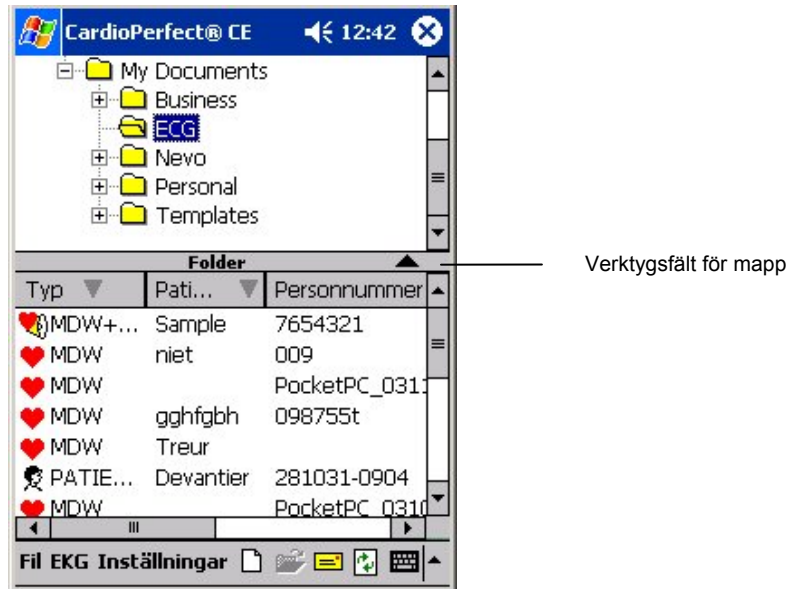 CardioPerfect® CE 12:42
My Documents
Business
ECG
Nevo
Personal
Templates
Folder
Verktygsfält för mapp
Typ Pati... Personnummer
MDW+... Sample 7654321
MDW niet 009
MDW PocketPC_0311
MDW gghfgbh 098755t
MDW Treur
PATIE... Devantier 281031-0904
MDW PocketPC_0310
Fil EKG Inställningar